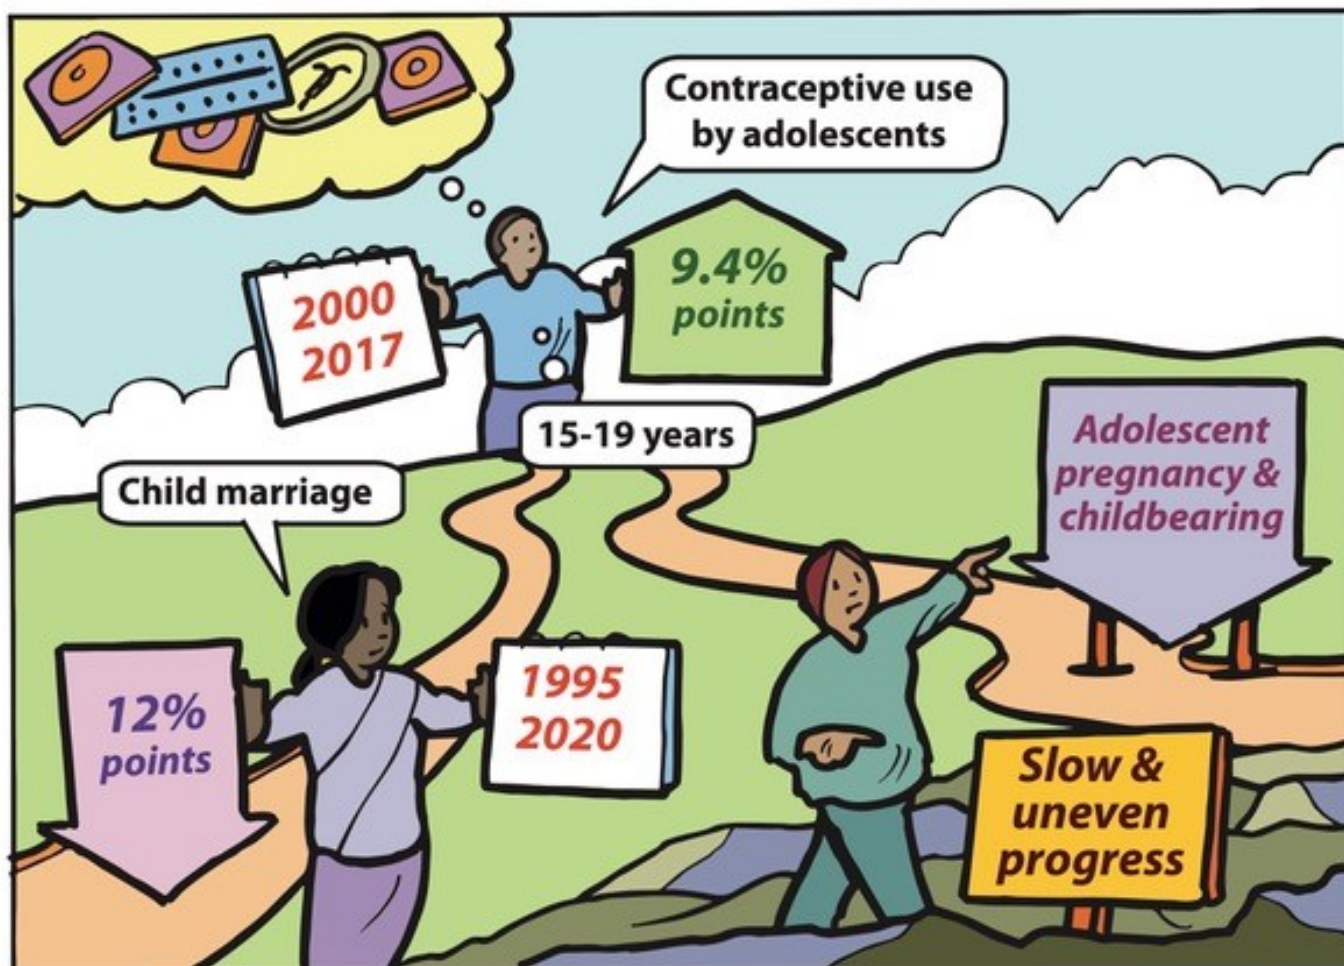 Contraceptive use
by adolescents
9.4%
points
2000
2017
15-19 years
Child marriage
12%
points
1995
2020
Adolescent
pregnancy &
childbearing
Slow &
uneven
progress